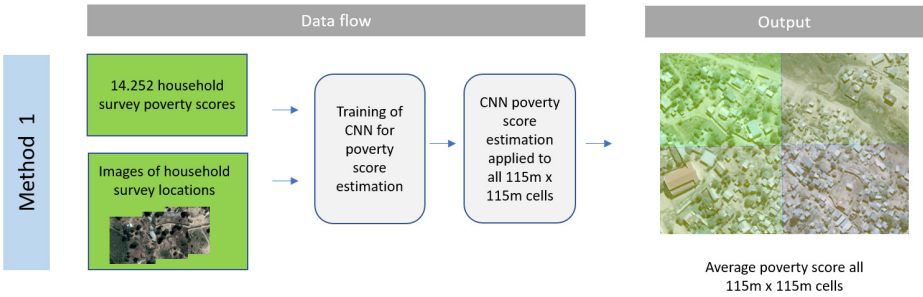 Data flow
Output
Method 1
14.252 household
survey poverty scores
Images of household
survey locations
Training of
CNN for
poverty
score
estimation
CNN poverty
score
estimation
applied to
all 115m x
115m cells
Average poverty score all
115m x 115m cells